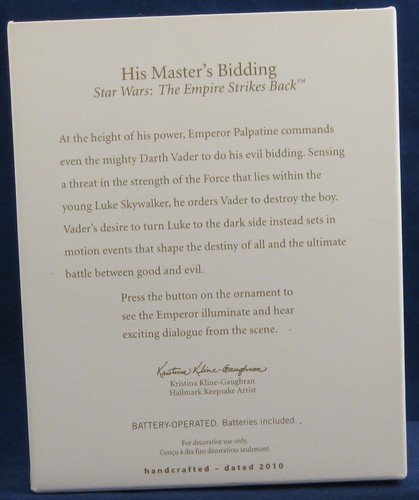 His Master's Bidding
Star Wars: The Empire Strikes Back™
At the height of his power, Emperor Palpatine commands
even the mighty Darth Vader to do his evil bidding. Sensing
a threat in the strength of the Force that lies within the
young Luke Skywalker, he orders Vader to destroy the boy.
Vader's desire to turn Luke to the dark side instead sets in
motion events that shape the destiny of all and the ultimate
battle between good and evil.
Press the button on the ornament to
see the Emperor illuminate and hear
exciting dialogue from the scene.
Kristina Kline-Gaughran
Kristina Kline-Gaughran
Hallmark Keepsake Artist
BATTERY-OPERATED. Batteries included.
For decorative use only.
Conçu à des fins décoratives seulement.
handcrafted – dated 2010